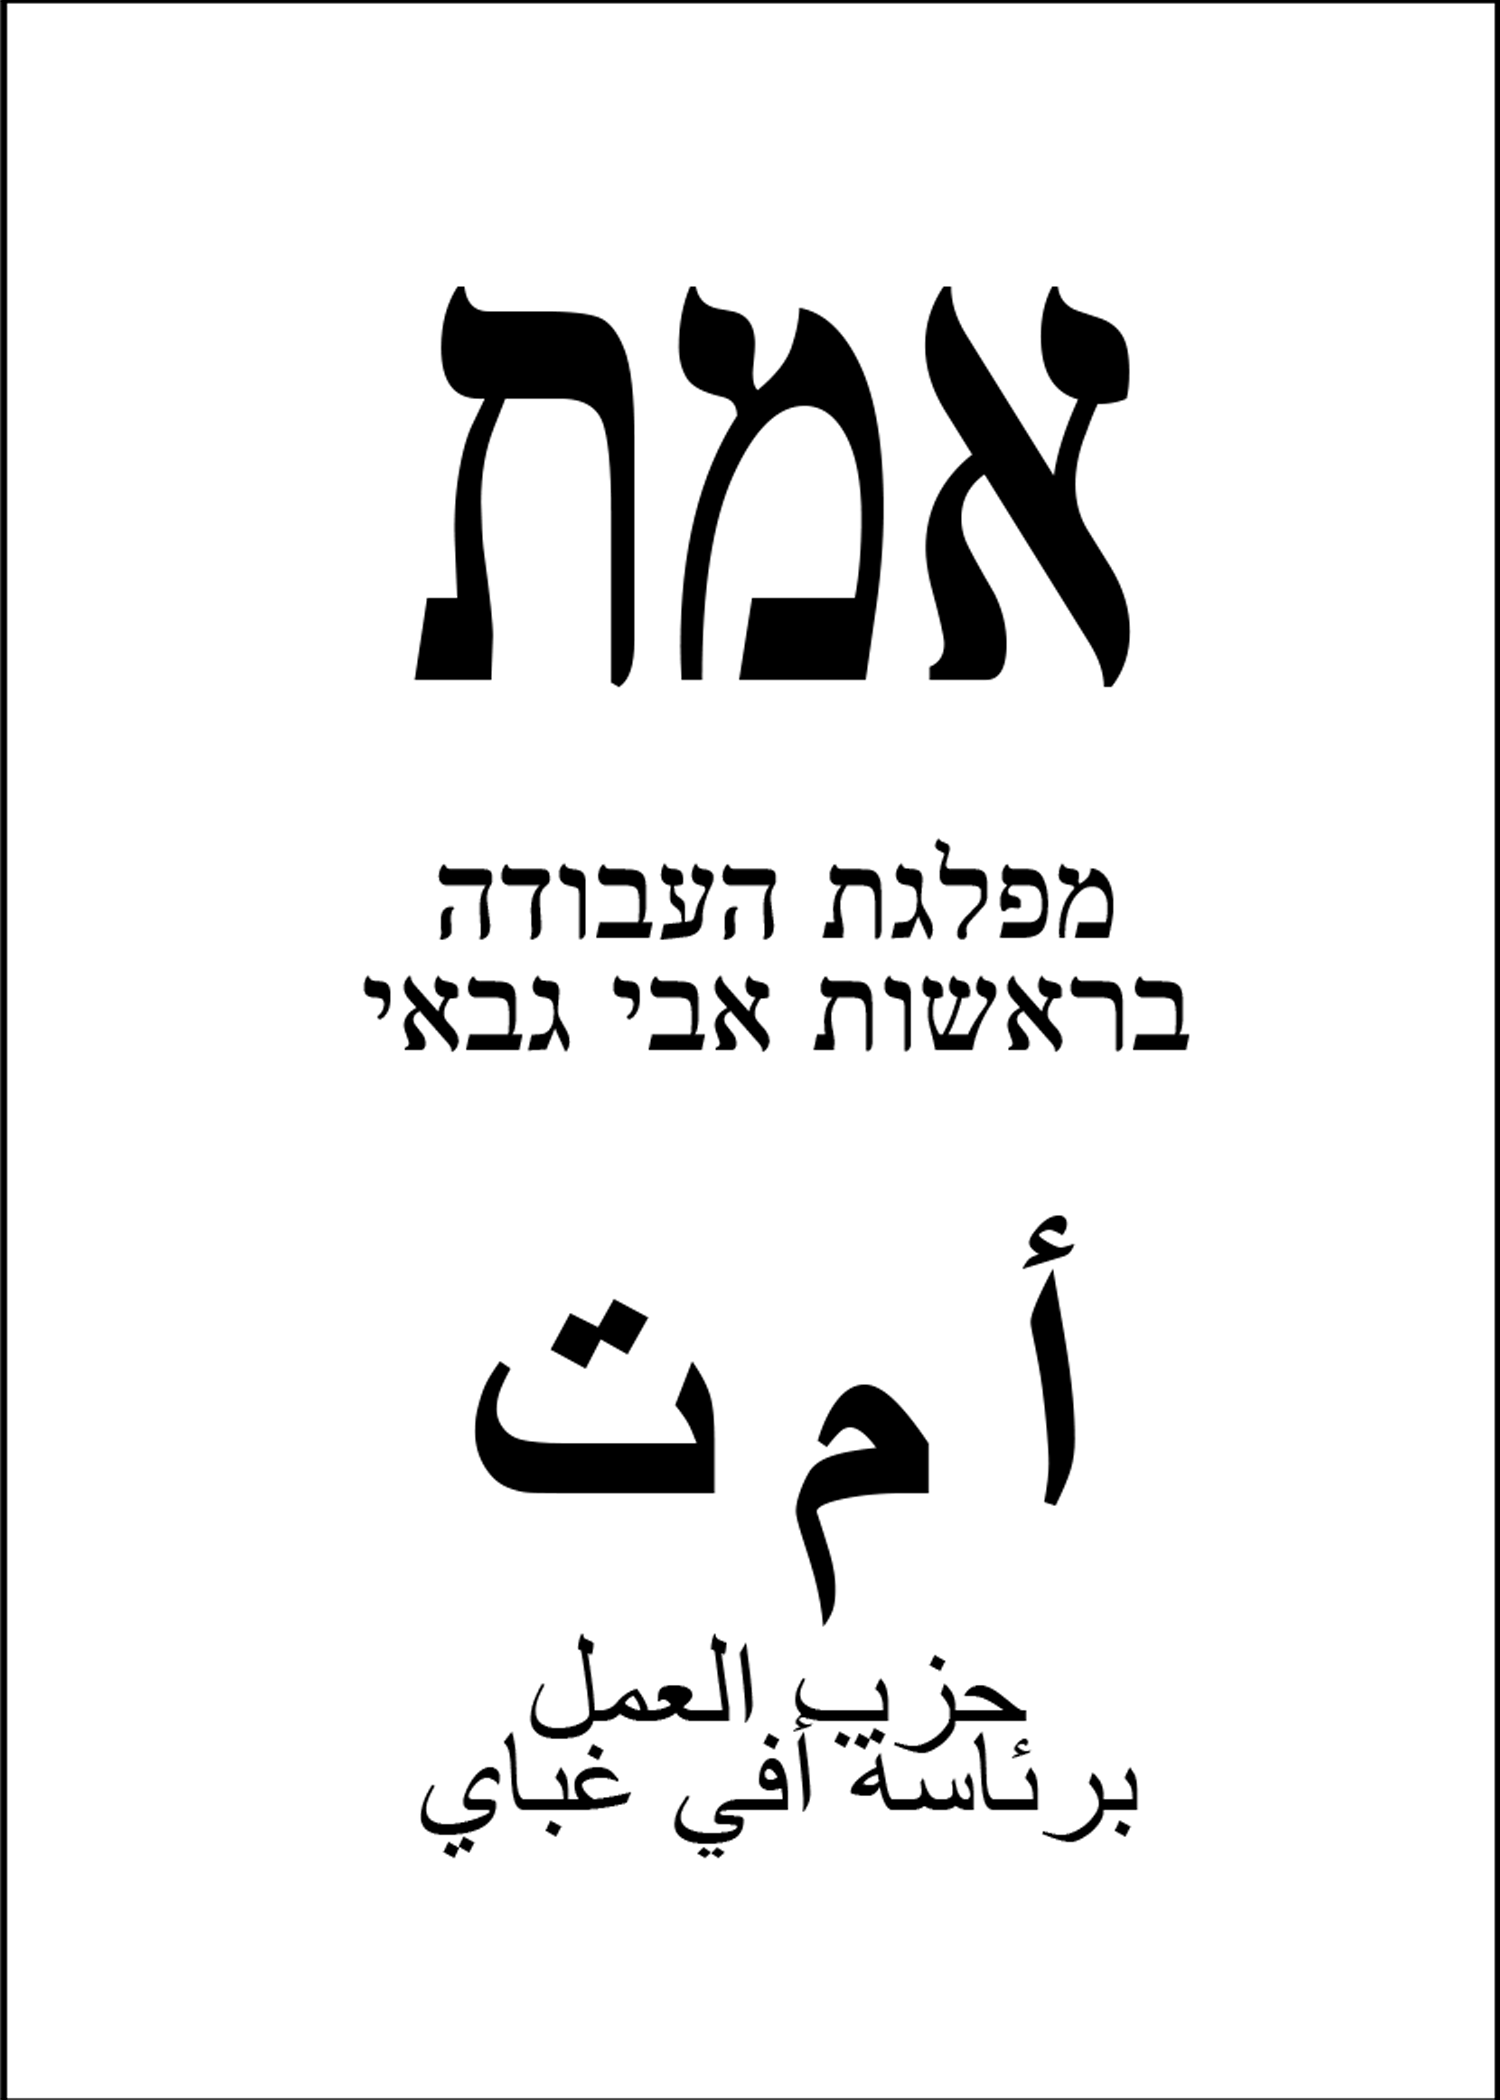 אמת
מפלגת העבודה
בראשות אבי גבאי
أ م ت
حزب العمل
برئاسة أفي غباي